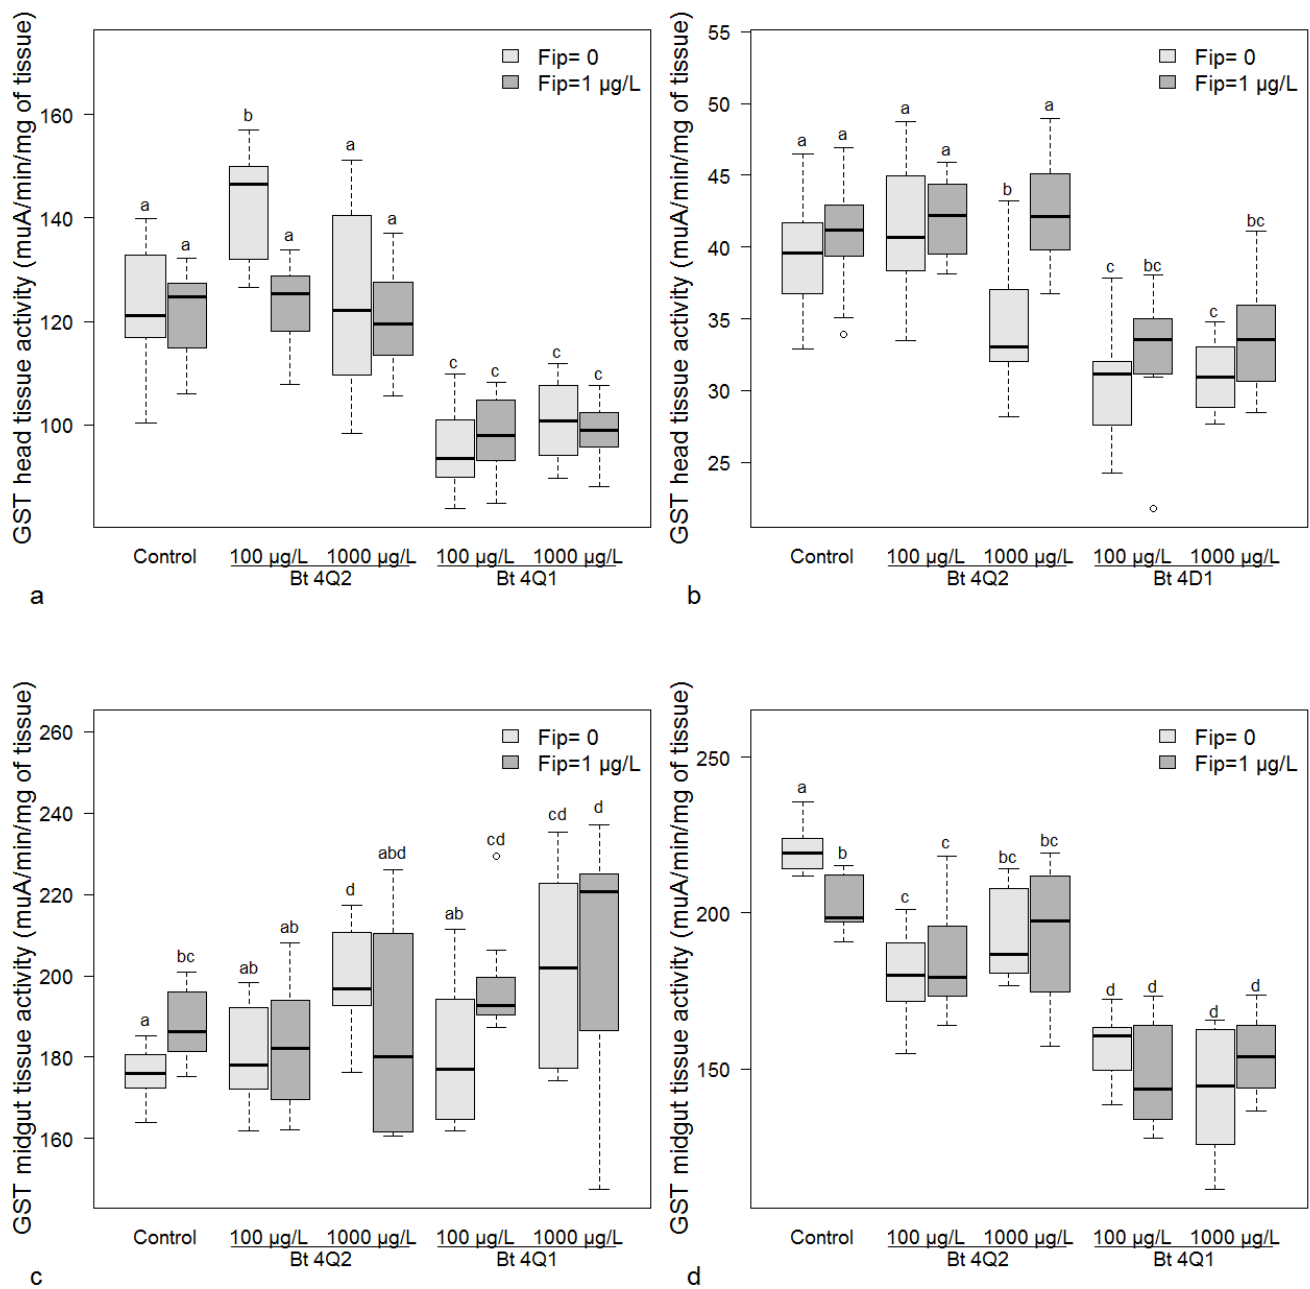 GST head tissue activity (muA/min/mg of tissue)
160
140
120
100
Fip= 0
Fip=1 µg/L
a
a
b
a
a
a
c
c
c
c
Control
100 µg/L
1000 µg/L
100 µg/L
1000 µg/L
Bt 4Q2
Bt 4Q1
a
GST head tissue activity (muA/min/mg of tissue)
55
50
45
40
35
30
25
Fip= 0
Fip=1 µg/L
a
a
a
a
b
a
c
bc
c
bc
Control
100 µg/L
1000 µg/L
100 µg/L
1000 µg/L
Bt 4Q2
Bt 4D1
b
GST midgut tissue activity (muA/min/mg of tissue)
260
240
220
200
180
160
Fip= 0
Fip=1 µg/L
a
bc
ab
ab
d
abd
ab
cd
cd
d
Control
100 µg/L
1000 µg/L
100 µg/L
1000 µg/L
Bt 4Q2
Bt 4Q1
c
GST midgut tissue activity (muA/min/mg of tissue)
250
200
150
Fip= 0
Fip=1 µg/L
a
b
c
c
bc
bc
d
d
d
d
Control
100 µg/L
1000 µg/L
100 µg/L
1000 µg/L
Bt 4Q2
Bt 4Q1
d